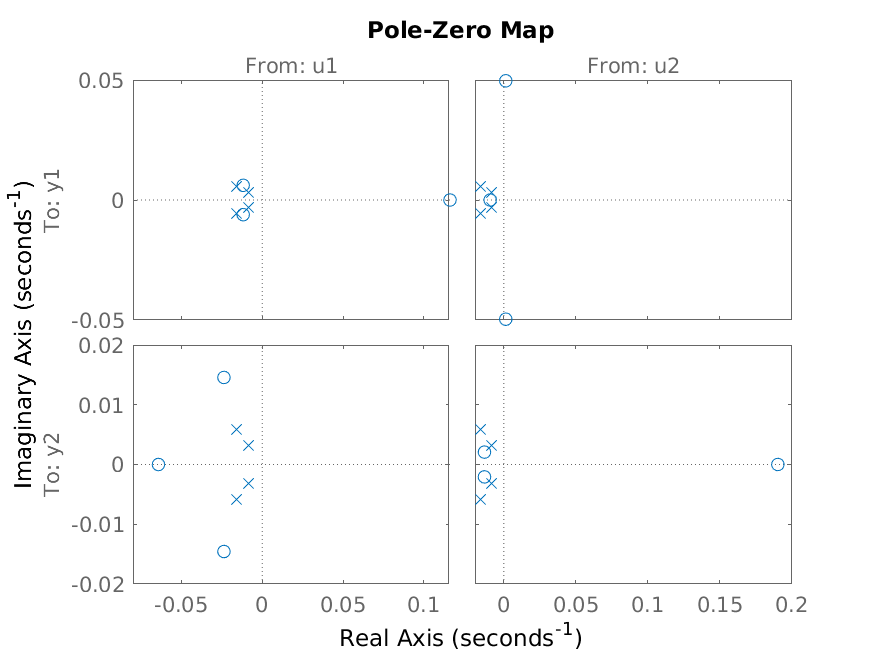 Pole-Zero Map
From: u1
From: u2
0.05
0
-0.05
To: y1
0.02
0.01
0
-0.01
-0.02
To: y2
Imaginary Axis (seconds⁻¹)
-0.05 0 0.05 0.1
0 0.05 0.1 0.15 0.2
Real Axis (seconds⁻¹)